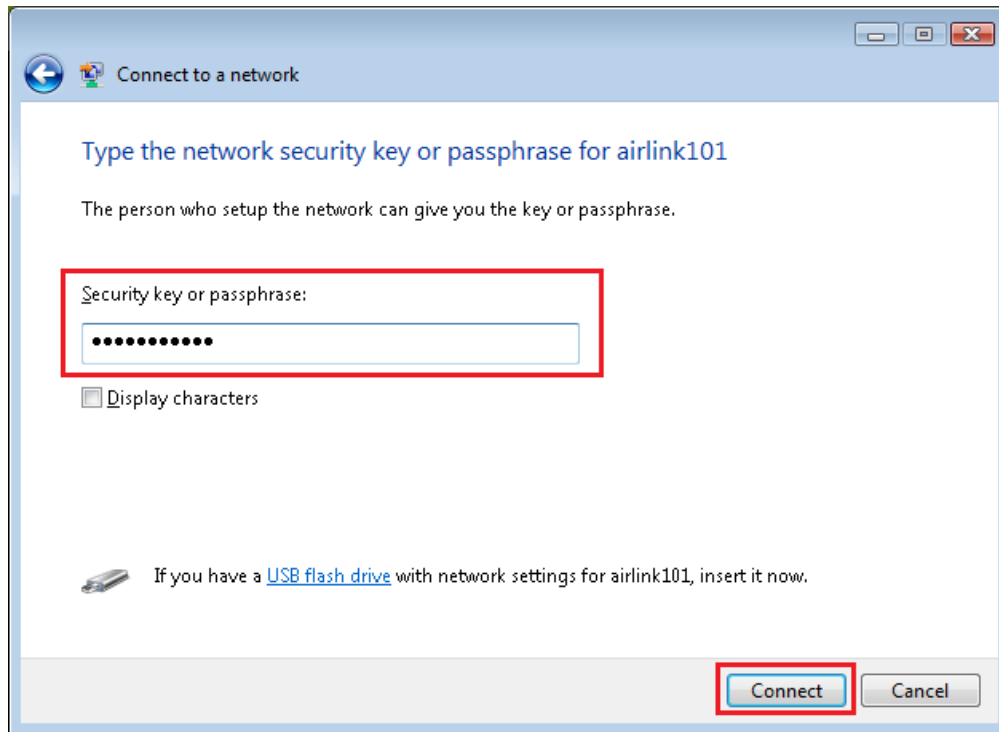 Connect to a network
Type the network security key or passphrase for airlink101
The person who setup the network can give you the key or passphrase.
Security key or passphrase:
●●●●●●●●●●●
Display characters
If you have a USB flash drive with network settings for airlink101, insert it now.
Connect Cancel